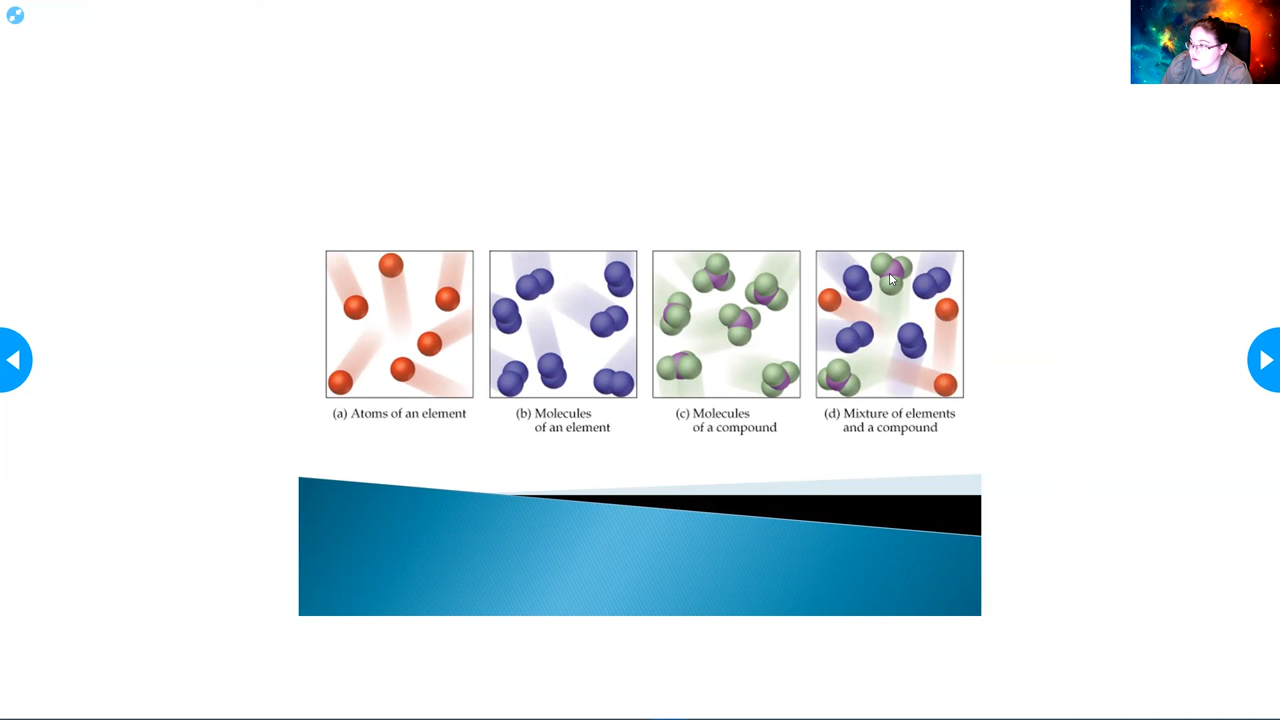 (a) Atoms of an element
(b) Molecules
of an element
(c) Molecules
of a compound
(d) Mixture of elements
and a compound